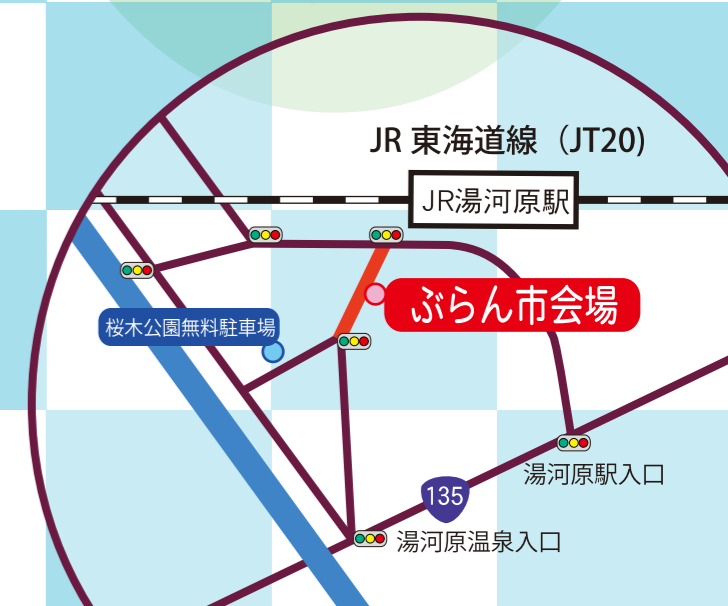 JR 東海道線（JT20)
JR湯河原駅
ぶらん市会場
桜木公園無料駐車場
湯河原駅入口
135
湯河原温泉入口